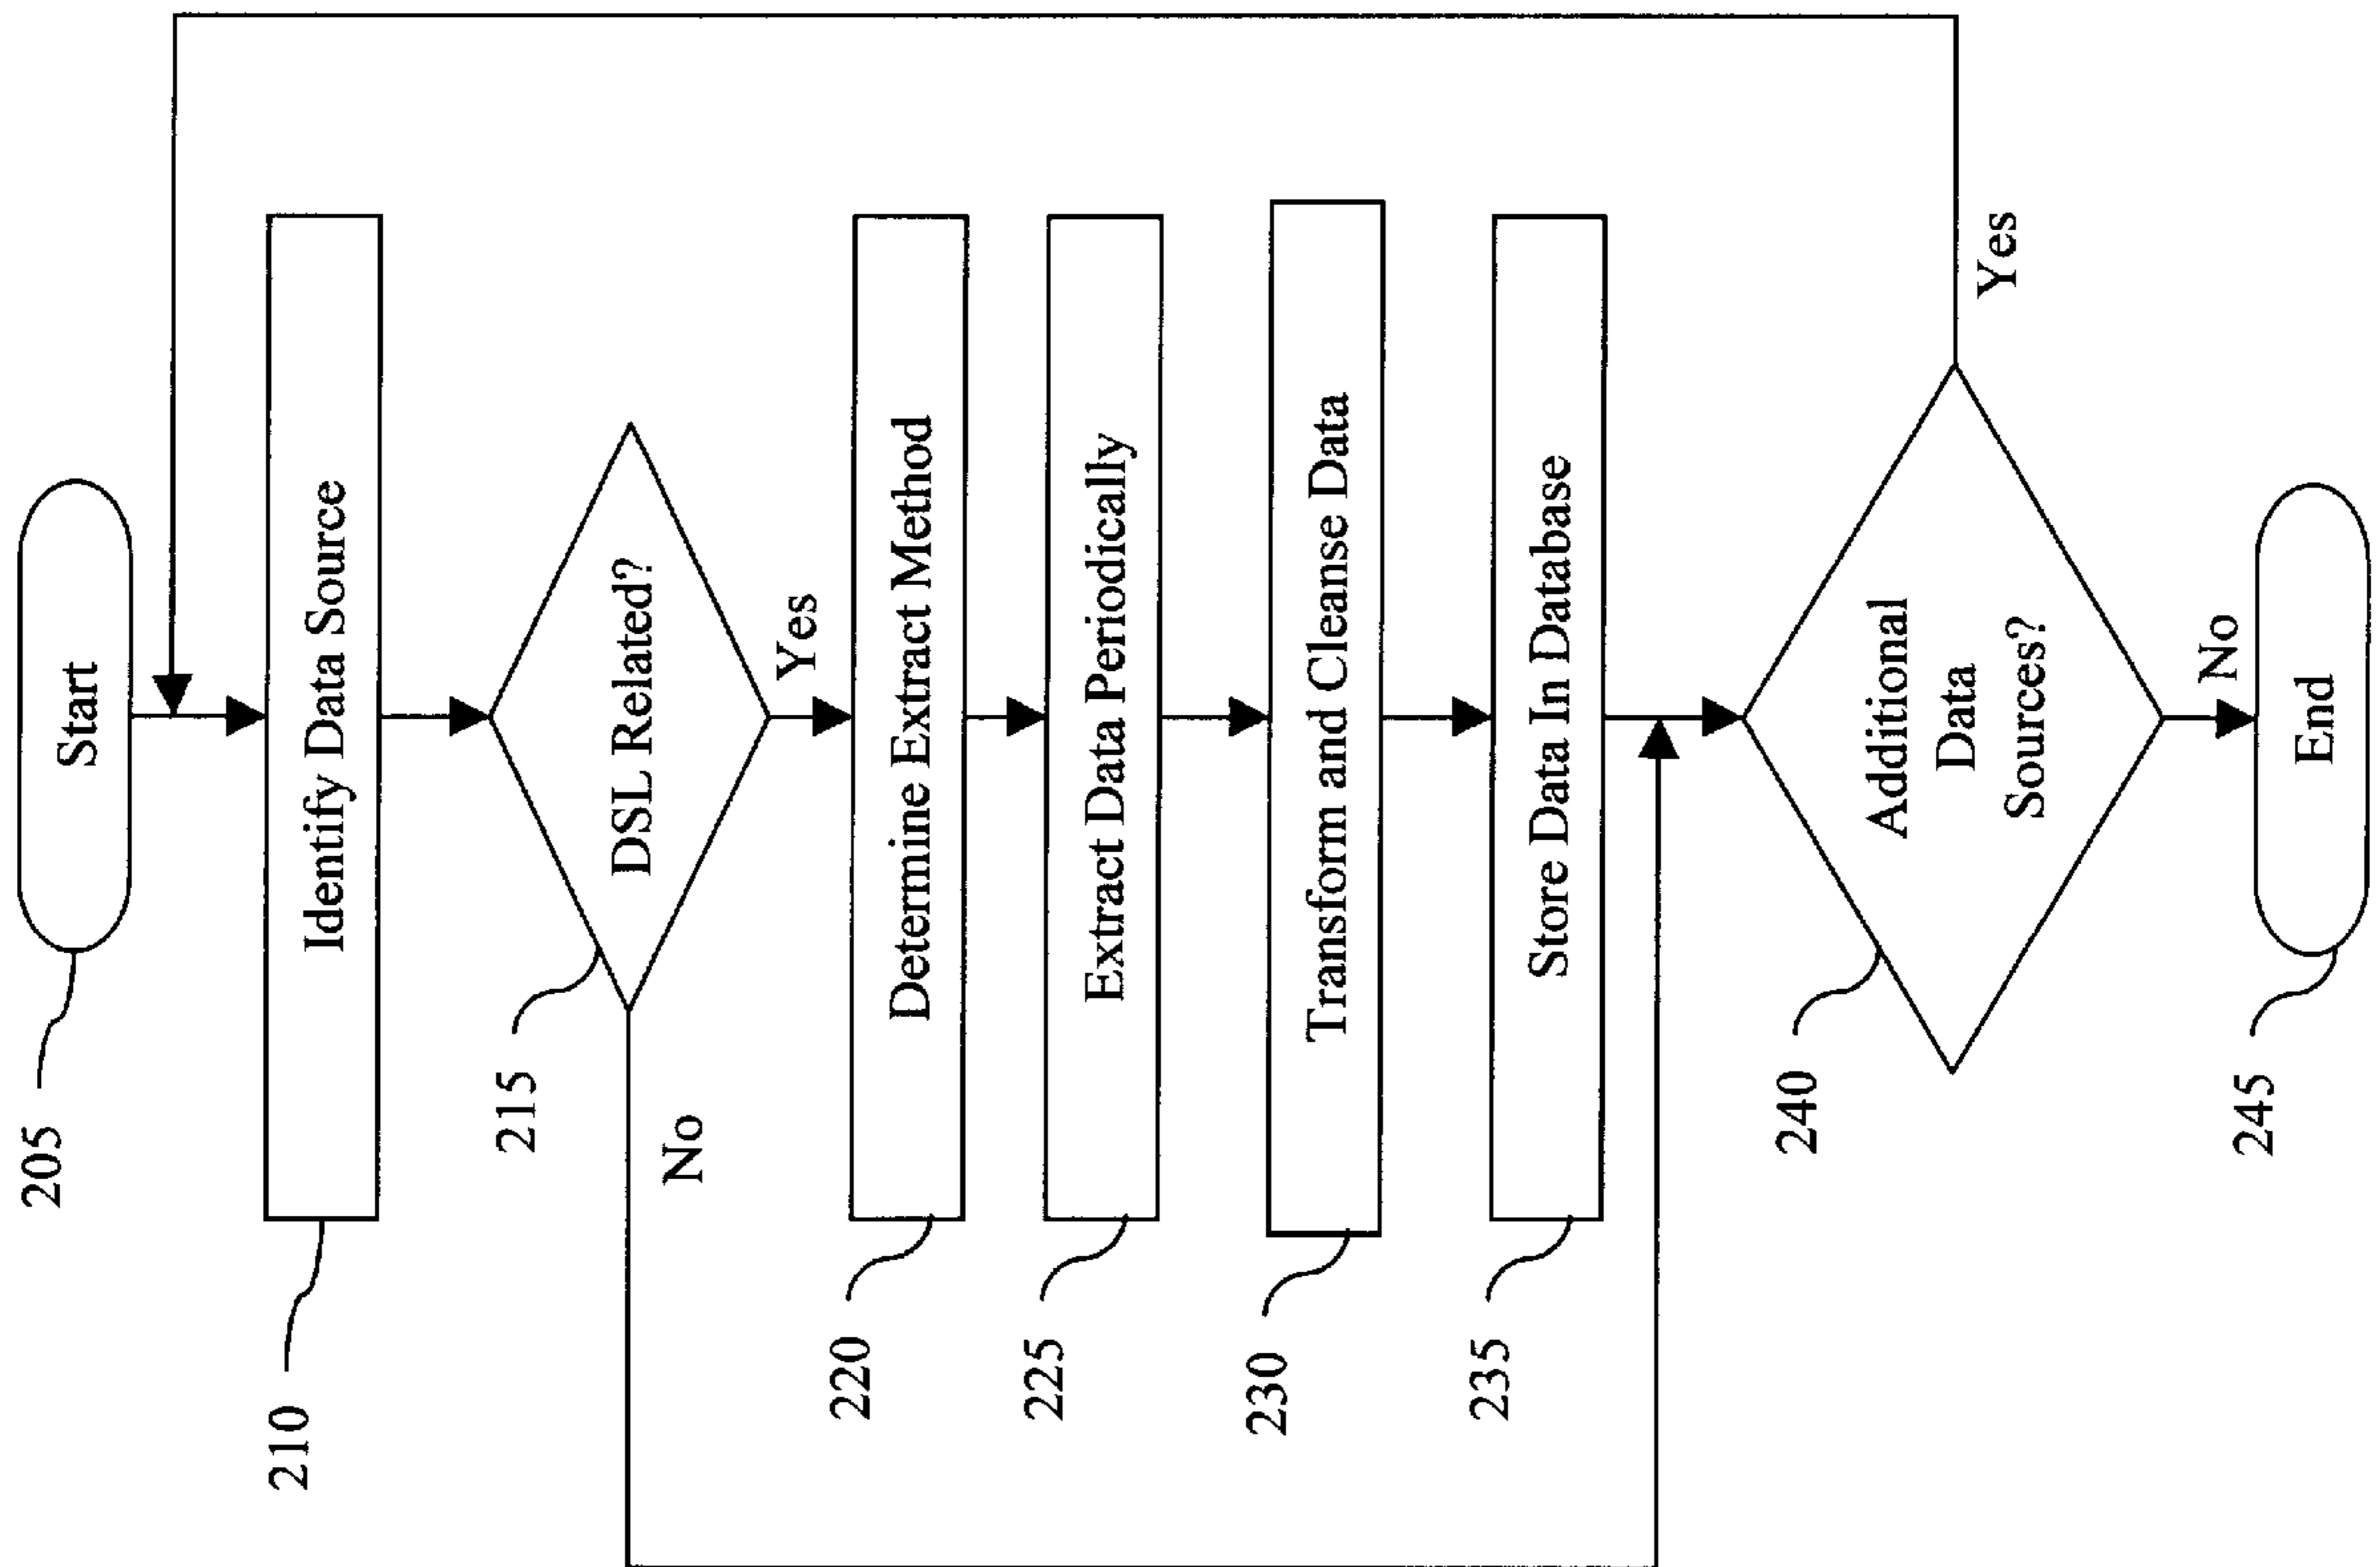 205
Start
210
Identify Data Source
215
DSL Related?
No
Yes
220
Determine Extract Method
225
Extract Data Periodically
230
Transform and Cleanse Data
235
Store Data In Database
240
Additional
Data
Sources?
Yes
No
245
End